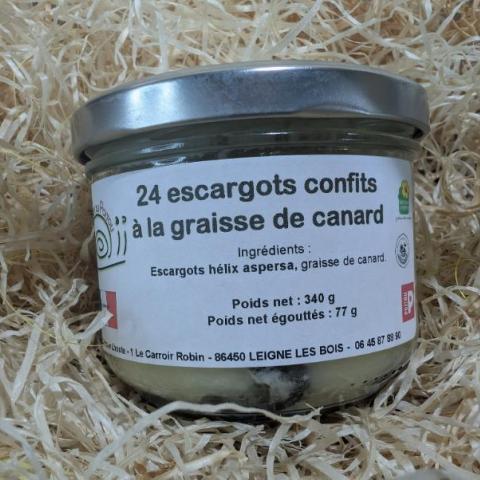 24 escargots confits
à la graisse de canard
Ingrédients :
Escargots hélix aspersa, graisse de canard.
Poids net : 340 g
Poids net égouttés : 77 g
- 1 Le Carroir Robin - 86450 LEIGNE LES BOIS - 06 45 87 89 90